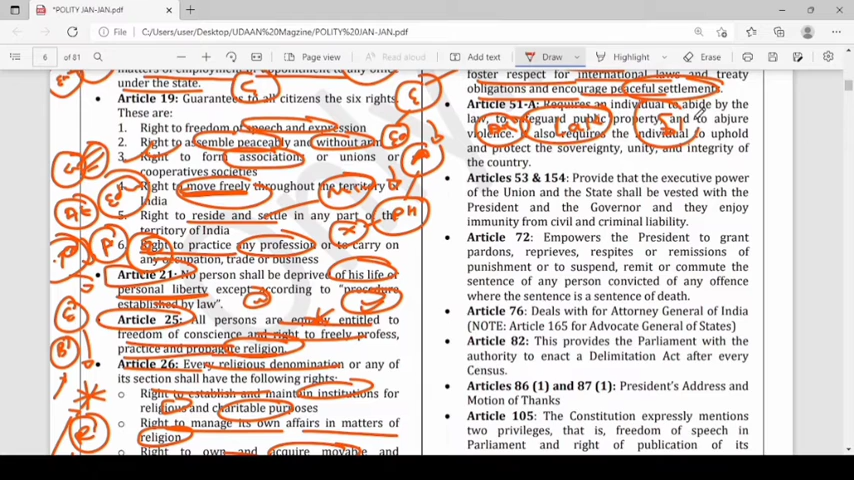 POLITY JAN-JAN.pdf
File C:/Users/user/Desktop/UDAAN%20Magzine/POLITY%20JAN-JAN.pdf
6 of 81 Page view Read aloud Add text Draw Highlight Erase
matters of employment or appointment to any office
under the state.
Article 19: Guarantees to all citizens the six rights.
These are:
1. Right to freedom of speech and expression
2. Right to assemble peaceably and without arms
3. Right to form associations or unions or
cooperatives societies
4. Right to move freely throughout the territory of
India
5. Right to reside and settle in any part of the
territory of India
6. Right to practice any profession or to carry on
any occupation, trade or business
Article 21: No person shall be deprived of his life or
personal liberty except according to “procedure
established by law”.
Article 25: All persons are equally entitled to
freedom of conscience and right to freely profess,
practice and propagate religion.
Article 26: Every religious denomination or any of
its section shall have the following rights:
Right to establish and maintain institutions for
religious and charitable purposes
Right to manage its own affairs in matters of
religion
Right to own and acquire movable and
foster respect for international laws and treaty
obligations and encourage peaceful settlements.
Article 51-A: Requires an individual to abide by the
law, to safeguard public property, and to abjure
violence. It also requires the individual to uphold
and protect the sovereignty, unity, and integrity of
the country.
Articles 53 & 154: Provide that the executive power
of the Union and the State shall be vested with the
President and the Governor and they enjoy
immunity from civil and criminal liability.
Article 72: Empowers the President to grant
pardons, reprieves, respites or remissions of
punishment or to suspend, remit or commute the
sentence of any person convicted of any offence
where the sentence is a sentence of death.
Article 76: Deals with for Attorney General of India
(NOTE: Article 165 for Advocate General of States)
Article 82: This provides the Parliament with the
authority to enact a Delimitation Act after every
Census.
Articles 86 (1) and 87 (1): President’s Address and
Motion of Thanks
Article 105: The Constitution expressly mentions
two privileges, that is, freedom of speech in
Parliament and right of publication of its